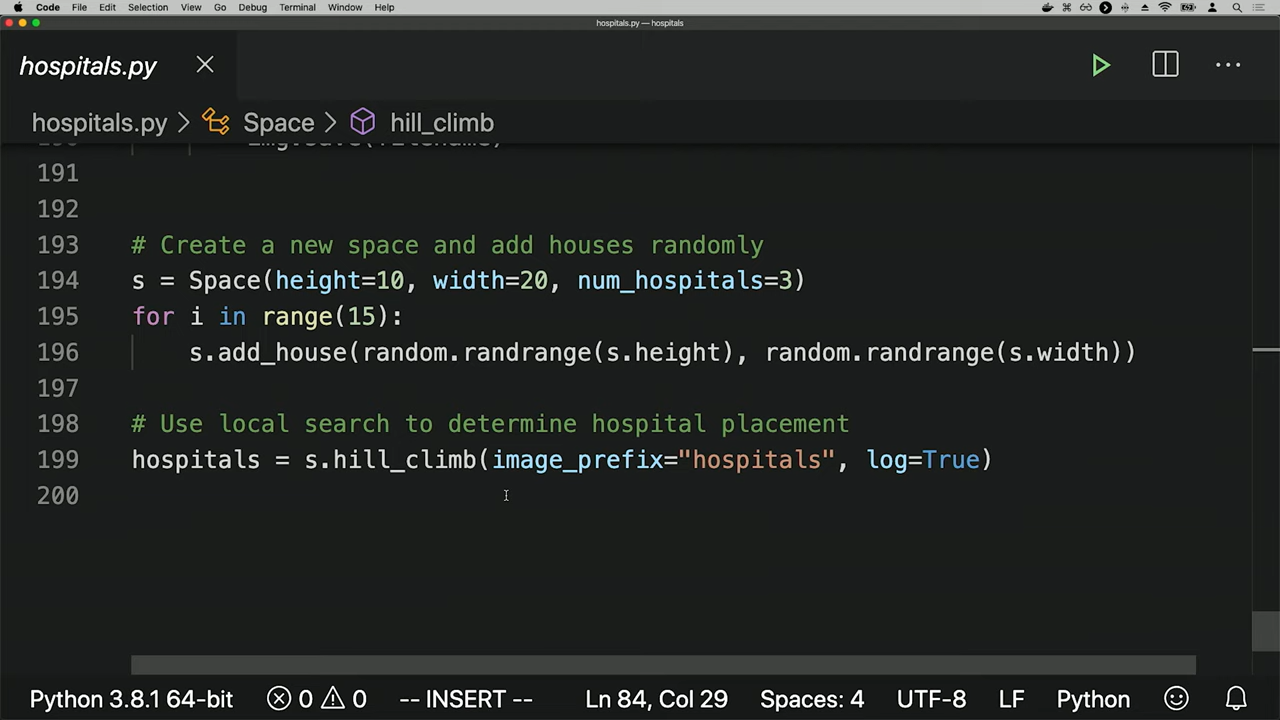 Code File Edit Selection View Go Debug Terminal Window Help
hospitals.py — hospitals
hospitals.py
hospitals.py > Space > hill_climb
191
192
193 # Create a new space and add houses randomly
194 s = Space(height=10, width=20, num_hospitals=3)
195 for i in range(15):
196 s.add_house(random.randrange(s.height), random.randrange(s.width))
197
198 # Use local search to determine hospital placement
199 hospitals = s.hill_climb(image_prefix="hospitals", log=True)
200
Python 3.8.1 64-bit 0 0 -- INSERT -- Ln 84, Col 29 Spaces: 4 UTF-8 LF Python